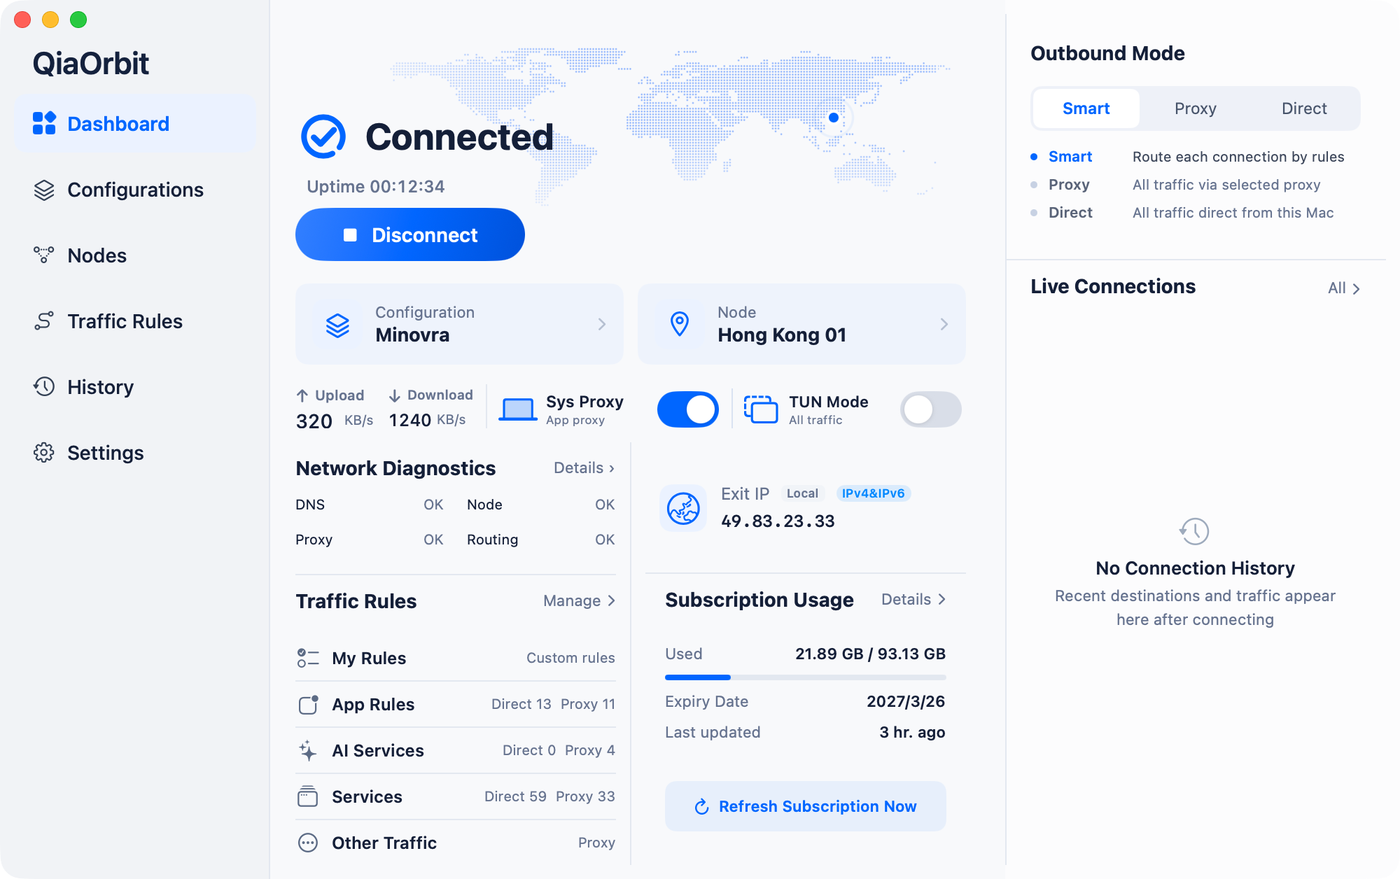 QiaOrbit
Dashboard
Configurations
Nodes
Traffic Rules
History
Settings
Connected
Uptime 00:12:34
Disconnect
Configuration
Minovra
Node
Hong Kong 01
Upload
320 KB/s
Download
1240 KB/s
Sys Proxy
App proxy
TUN Mode
All traffic
Network Diagnostics Details ›
DNS OK Node OK
Proxy OK Routing OK
Exit IP Local IPv4&IPv6
49.83.23.33
Traffic Rules Manage
My Rules Custom rules
App Rules Direct 13 Proxy 11
AI Services Direct 0 Proxy 4
Services Direct 59 Proxy 33
Other Traffic Proxy
Subscription Usage Details
Used 21.89 GB / 93.13 GB
Expiry Date 2027/3/26
Last updated 3 hr. ago
Refresh Subscription Now
Outbound Mode
Smart Proxy Direct
Smart Route each connection by rules
Proxy All traffic via selected proxy
Direct All traffic direct from this Mac
Live Connections All
No Connection History
Recent destinations and traffic appear
here after connecting